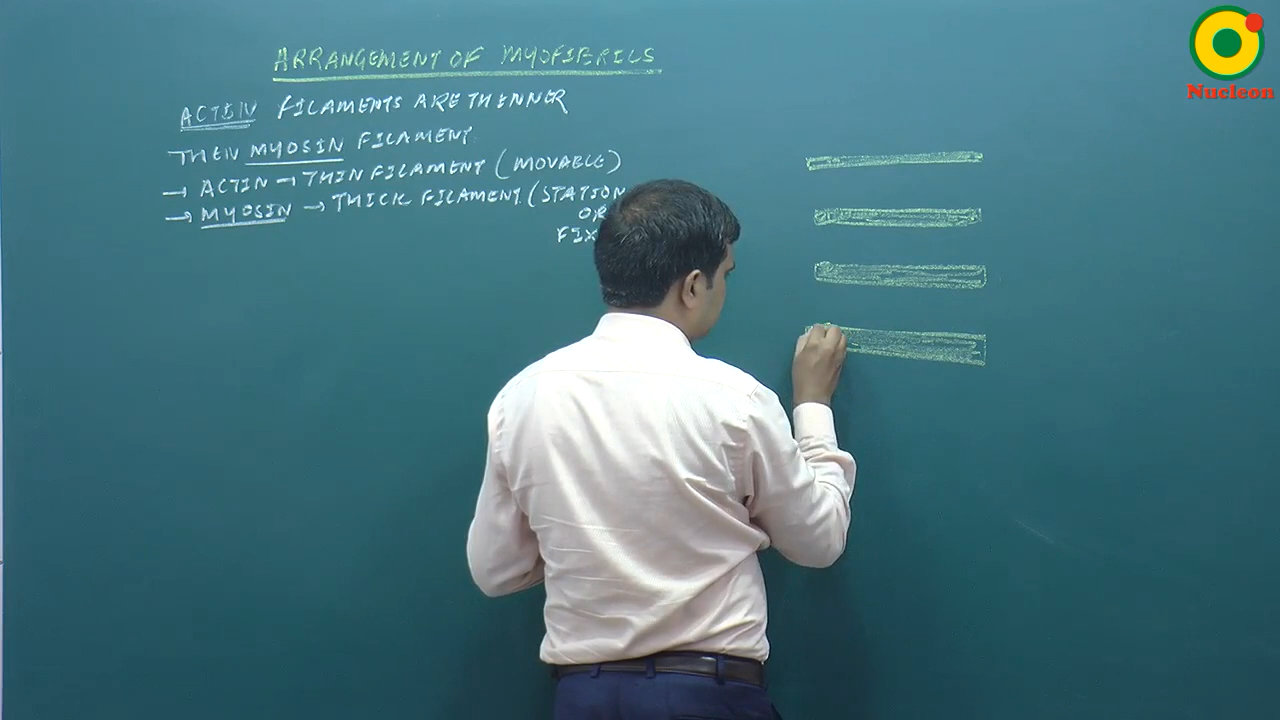 ARRANGEMENT OF MYOFIBRILS
ACTIN FILAMENTS ARE THINNER
THEN MYOSIN FILAMENT.
→ ACTIN → THIN FILAMENT (MOVABLE)
→ MYOSIN → THICK FILAMENT (STATION
OR
FIX
Nucleon